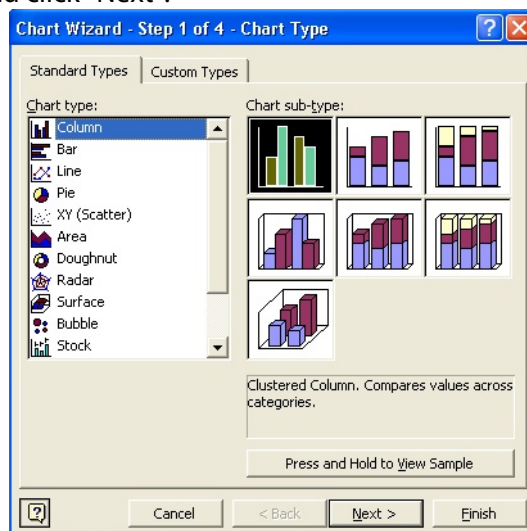 d click "Next".
Chart Wizard - Step 1 of 4 - Chart Type
Standard Types
Custom Types
Chart type:
Column
Bar
Line
Pie
XY (Scatter)
Area
Doughnut
Radar
Surface
Bubble
Stock
Chart sub-type:
Clustered Column. Compares values across
categories.
Press and Hold to View Sample
Cancel
< Back
Next >
Finish